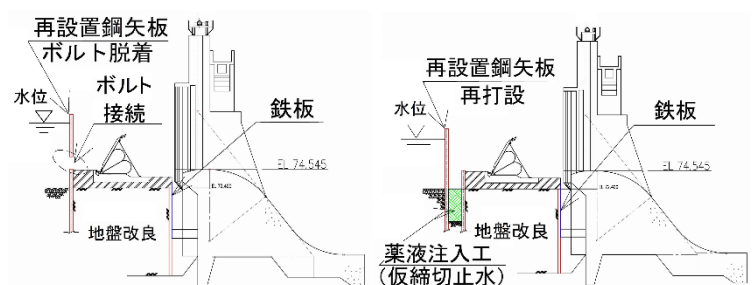 再設置鋼矢板
ボルト脱着
ボルト
接続
水位
鉄板
EL 74.545
地盤改良
再設置鋼矢板
再打設
水位
鉄板
EL 74.545
地盤改良
薬液注入工
(仮締切止水)